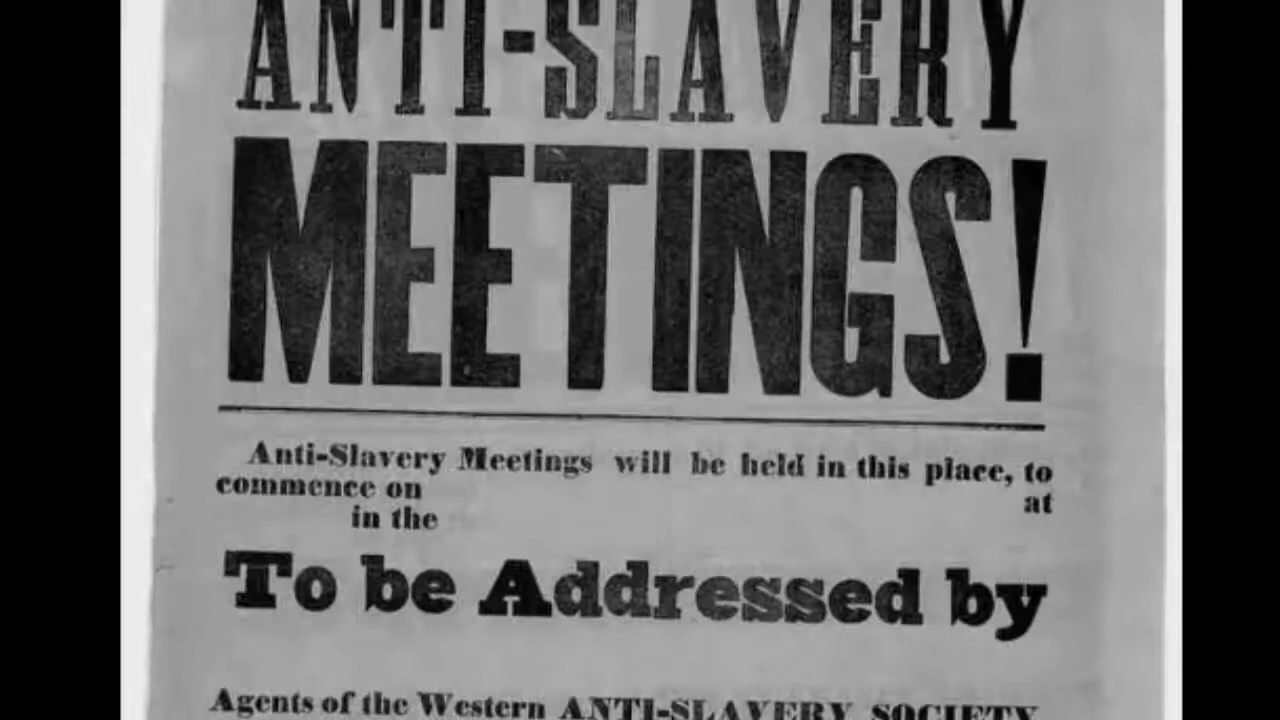 ANTI-SLAVERY
MEETINGS!
Anti-Slavery Meetings will be held in this place, to
commence on at
in the
To be Addressed by
Agents of the Western ANTI-SLAVERY SOCIETY